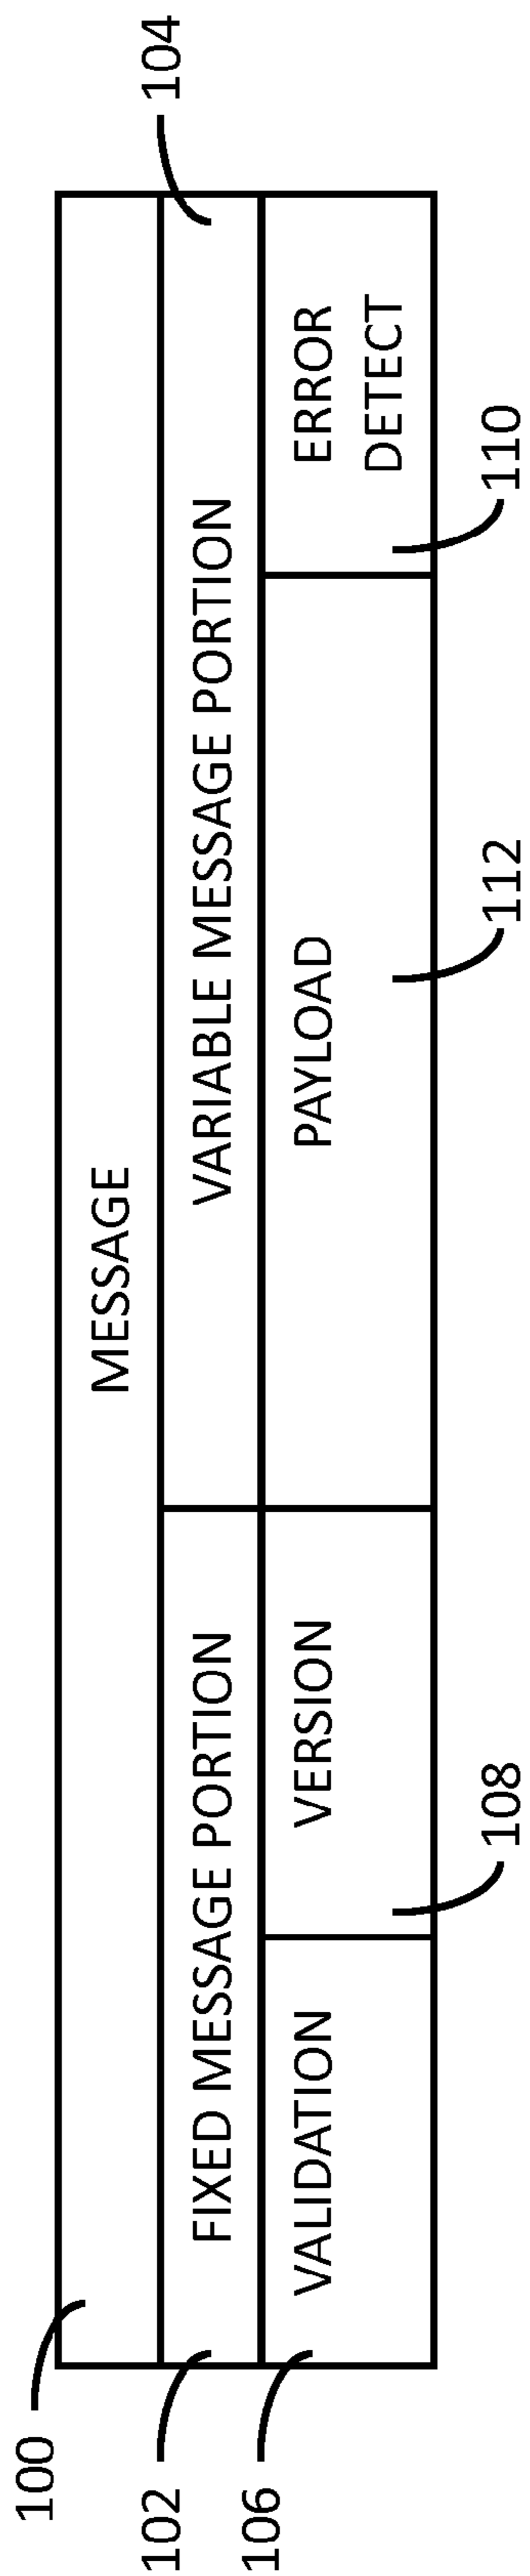 100
MESSAGE
102
FIXED MESSAGE PORTION
VARIABLE MESSAGE PORTION
104
106
VALIDATION
VERSION
PAYLOAD
ERROR
DETECT
108
112
110